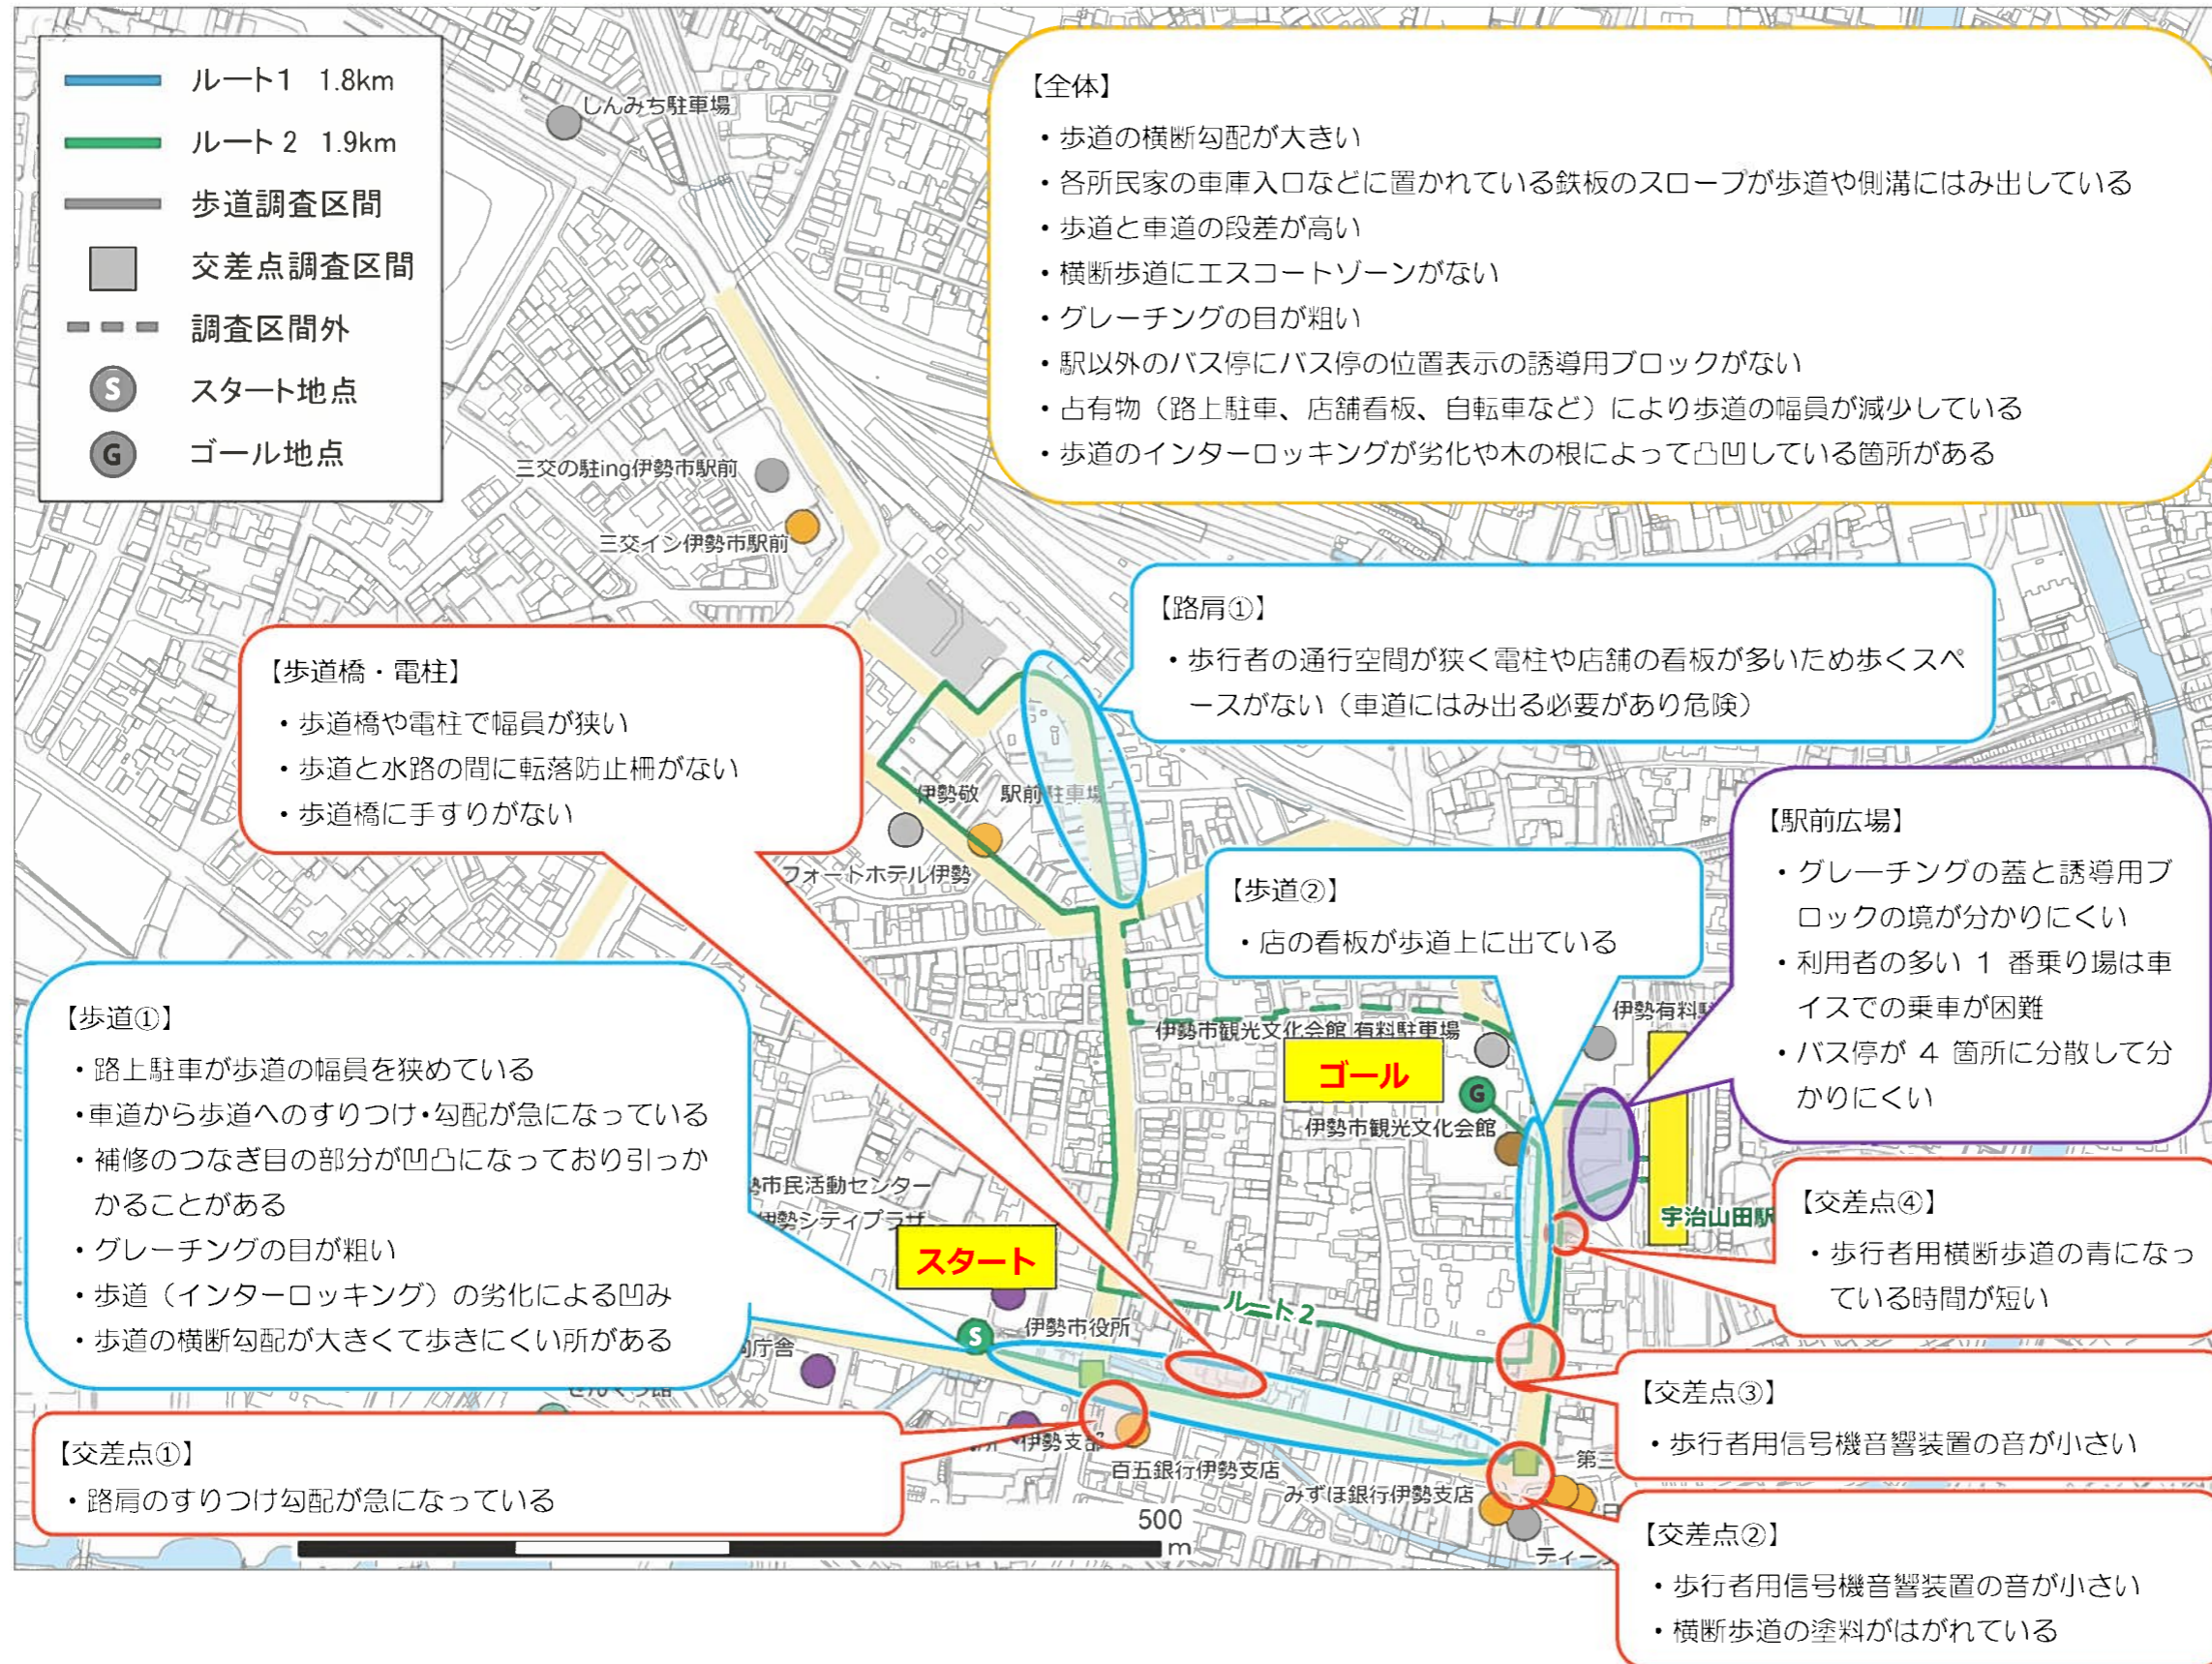 ルート1 1.8km
ルート2 1.9km
歩道調査区間
交差点調査区間
調査区間外
S スタート地点
G ゴール地点
しんみち駐車場
【全体】
・歩道の横断勾配が大きい
・各所民家の車庫入口などに置かれている鉄板のスロープが歩道や側溝にはみ出している
・歩道と車道の段差が高い
・横断歩道にエスコートゾーンがない
・グレーチングの目が粗い
・駅以外のバス停にバス停の位置表示の誘導用ブロックがない
・占有物（路上駐車、店舗看板、自転車など）により歩道の幅員が減少している
・歩道のインターロッキングが劣化や木の根によって凸凹している箇所がある
三交の駐ing伊勢市駅前
三交イン伊勢市駅前
【路肩①】
・歩行者の通行空間が狭く電柱や店舗の看板が多いため歩くスペ
ースがない（車道にはみ出る必要があり危険）
【歩道橋・電柱】
・歩道橋や電柱で幅員が狭い
・歩道と水路の間に転落防止柵がない
・歩道橋に手すりがない
伊勢敬 駅前駐車場
フォートホテル伊勢
【駅前広場】
・グレーチングの蓋と誘導用ブ
ロックの境が分かりにくい
・利用者の多い 1 番乗り場は車
イスでの乗車が困難
・バス停が 4 箇所に分散して分
かりにくい
【歩道②】
・店の看板が歩道上に出ている
伊勢有料
伊勢市観光文化会館 有料駐車場
ゴール
G
伊勢市観光文化会館
【歩道①】
・路上駐車が歩道の幅員を狭めている
・車道から歩道へのすりつけ・勾配が急になっている
・補修のつなぎ目の部分が凹凸になっており引っか
かることがある
・グレーチングの目が粗い
・歩道（インターロッキング）の劣化による凹み
・歩道の横断勾配が大きくて歩きにくい所がある
市民活動センター
伊勢シティプラザ
スタート
S
伊勢市役所
庁舎
ルート2
宇治山田駅
【交差点④】
・歩行者用横断歩道の青になっ
ている時間が短い
【交差点③】
・歩行者用信号機音響装置の音が小さい
【交差点①】
・路肩のすりつけ勾配が急になっている
伊勢支部
百五銀行伊勢支店
みずほ銀行伊勢支店
第三
500
m
ティー
【交差点②】
・歩行者用信号機音響装置の音が小さい
・横断歩道の塗料がはがれている